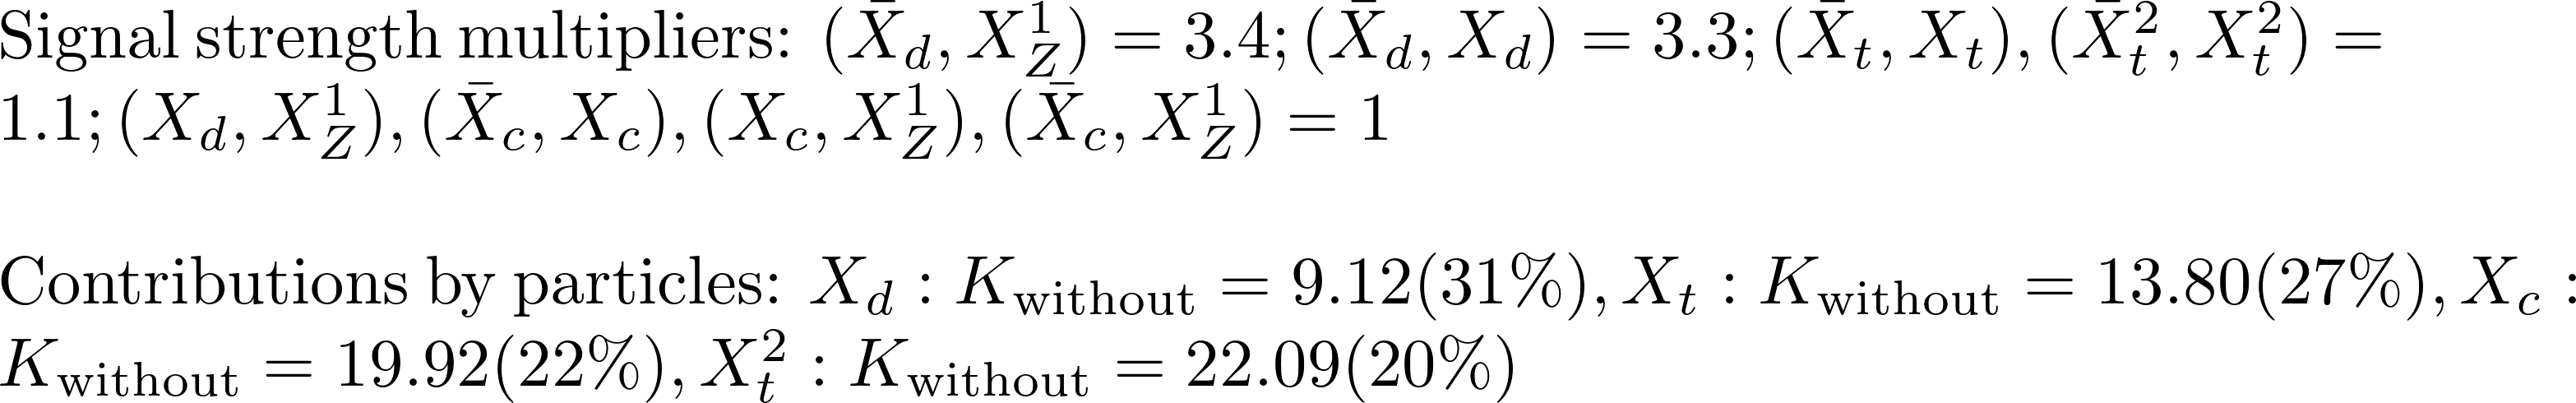 Signal strength multipliers: $(\bar{X}_d, X_Z^1) = 3.4; (\bar{X}_d, X_d) = 3.3; (\bar{X}_t, X_t), (\bar{X}_t^2, X_t^2) =$
$1.1; (X_d, X_Z^1), (\bar{X}_c, X_c), (X_c, X_Z^1), (\bar{X}_c, X_Z^1) = 1$
Contributions by particles: $X_d : K_{\text{without}} = 9.12(31\%), X_t : K_{\text{without}} = 13.80(27\%), X_c :$
$K_{\text{without}} = 19.92(22\%), X_t^2 : K_{\text{without}} = 22.09(20\%)$